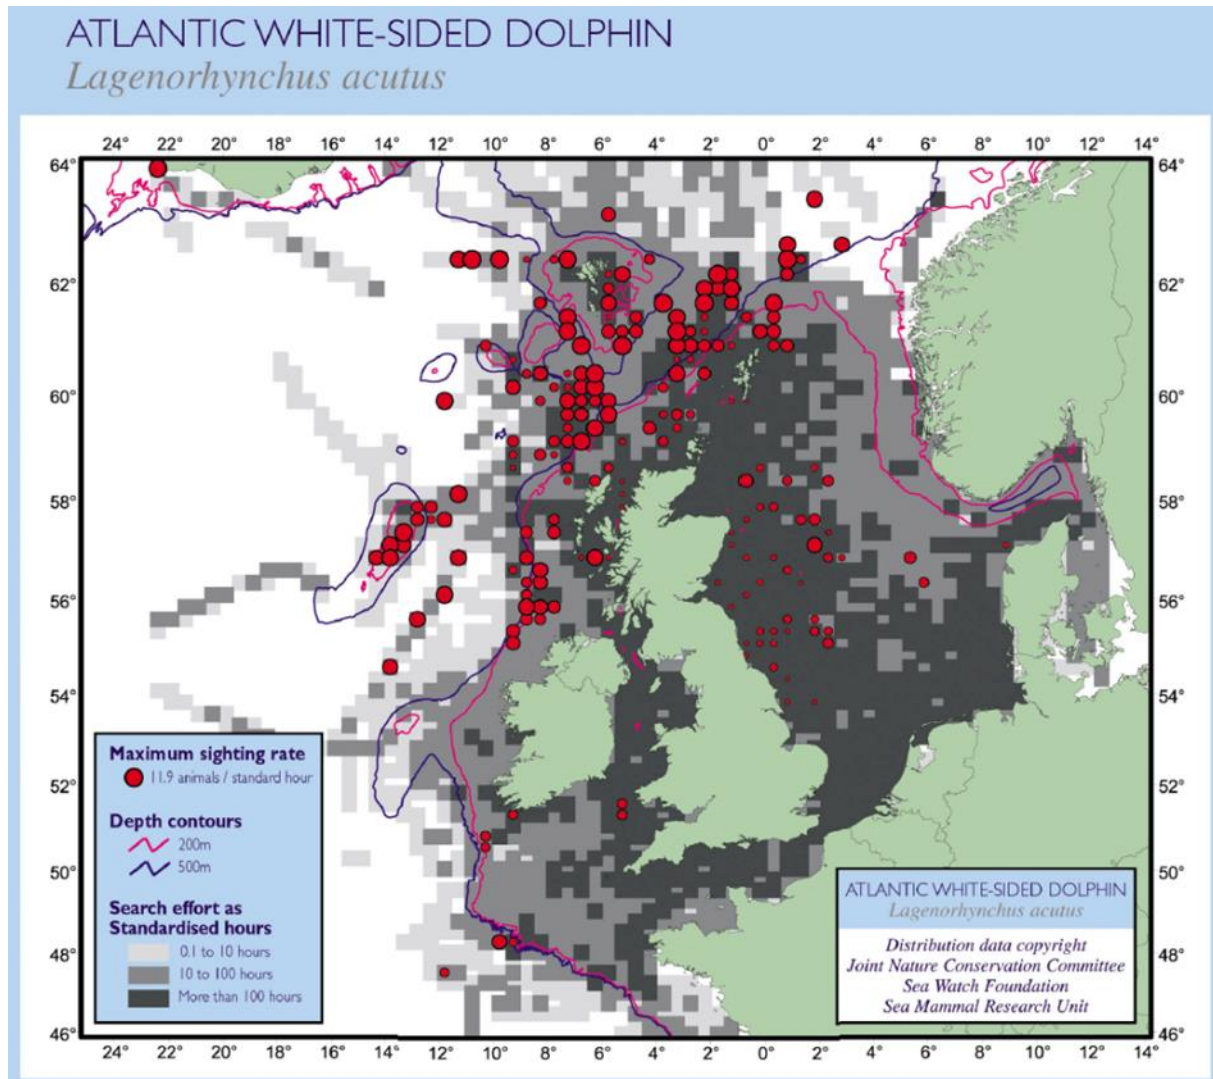 ATLANTIC WHITE-SIDED DOLPHIN
Lagenorhynchus acutus
24° 22° 20° 18° 16° 14° 12° 10° 8° 6° 4° 2° 0° 2° 4° 6° 8° 10° 12° 14°
64° 64°
62° 62°
60° 60°
58° 58°
56° 56°
54° 54°
Maximum sighting rate
11.9 animals / standard hour
52° 52°
Depth contours
200m
500m
50° 50°
Search effort as
Standardised hours
0.1 to 10 hours
10 to 100 hours
More than 100 hours
48° 48°
ATLANTIC WHITE-SIDED DOLPHIN
Lagenorhynchus acutus
Distribution data copyright
Joint Nature Conservation Committee
Sea Watch Foundation
Sea Mammal Research Unit
46° 46°
24° 22° 20° 18° 16° 14° 12° 10° 8° 6° 4° 2° 0° 2° 4° 6° 8° 10° 12° 14°